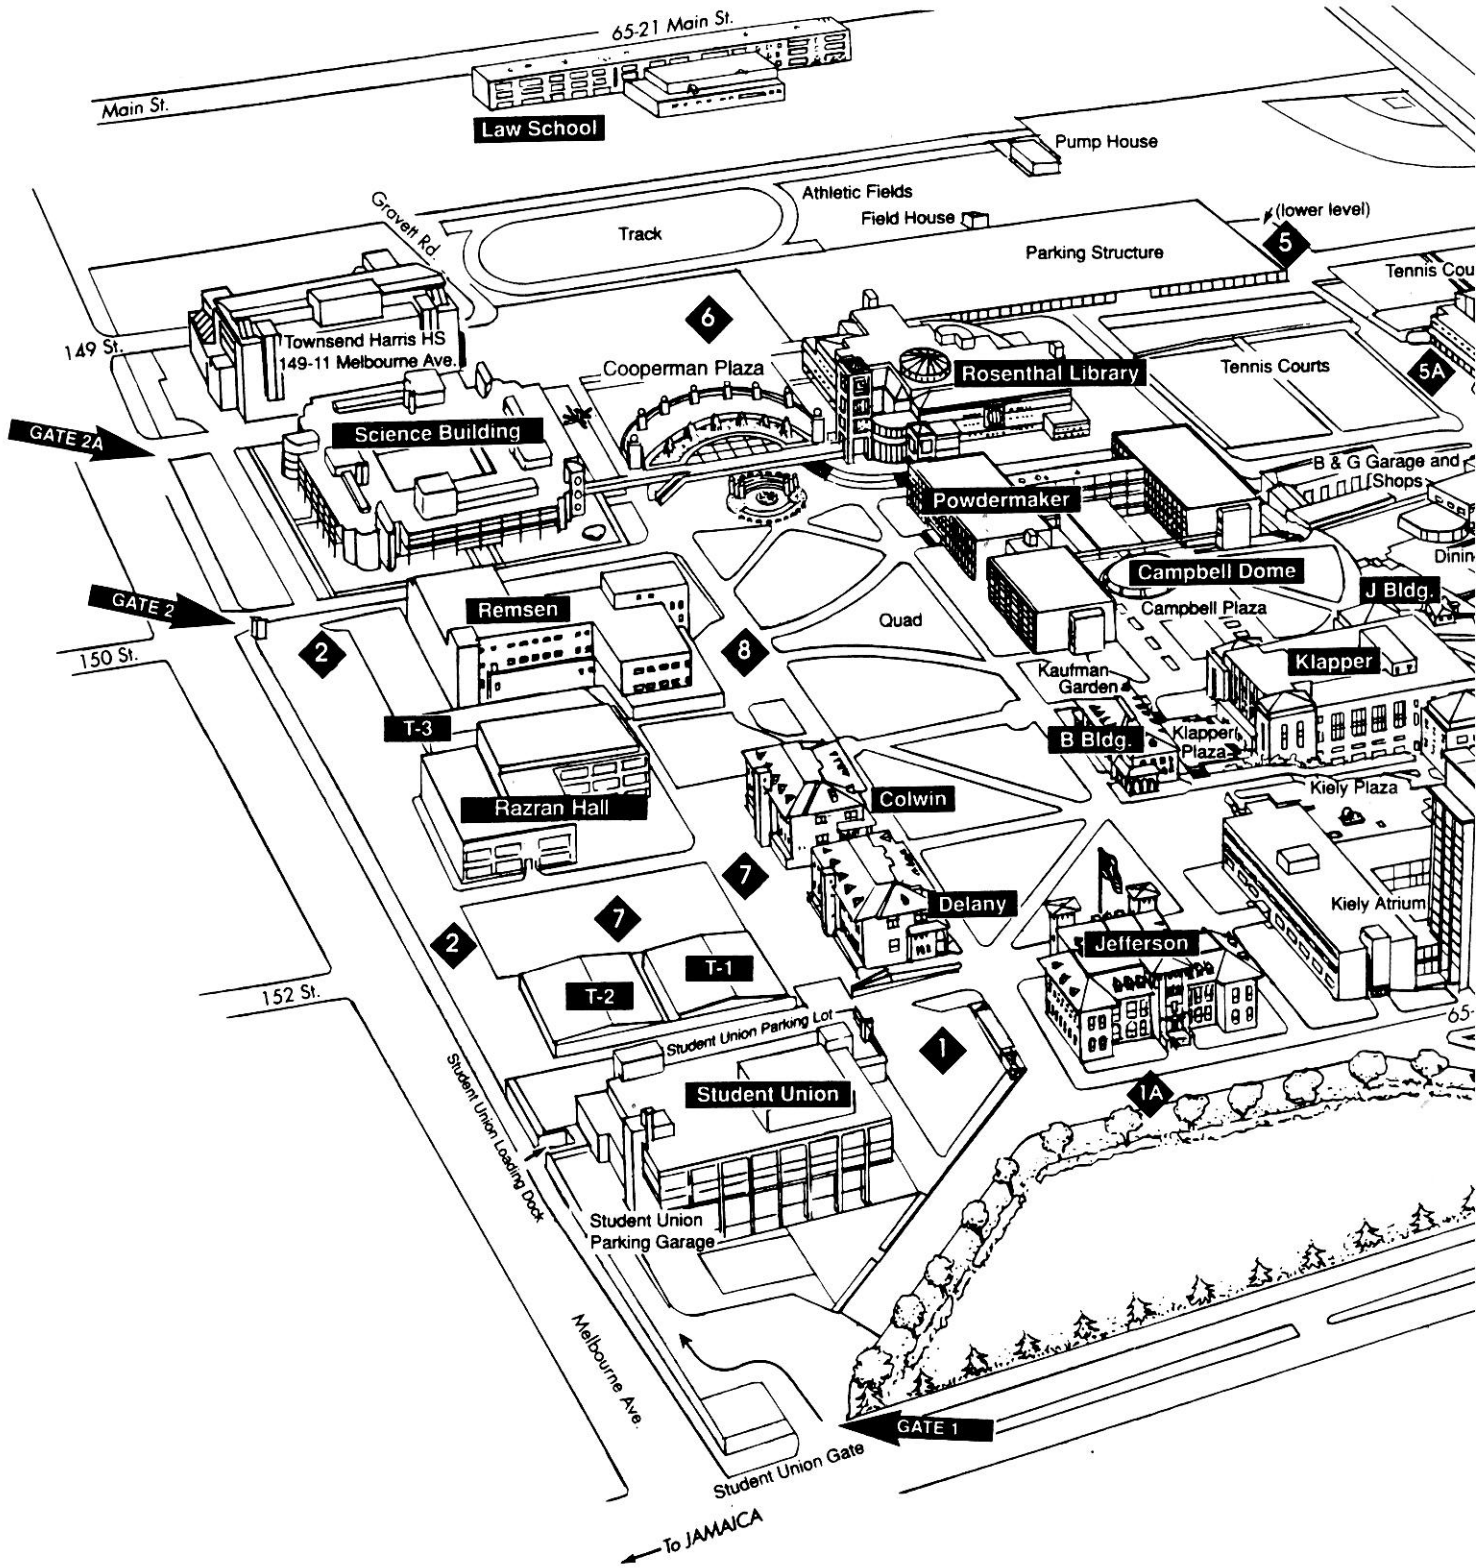 65-21 Main St.
Main St.
Law School
Pump House
Gravett Rd.
Athletic Fields
Field House
(lower level)
Track
5
Parking Structure
Tennis Cou
Townsend Harris HS
149-11 Melbourne Ave.
149 St.
6
Cooperman Plaza
Rosenthal Library
Tennis Courts
5A
GATE 2A
Science Building
B & G Garage and
Shops
Powdermaker
Dinin
Campbell Dome
J Bldg.
GATE 2
Remsen
Campbell Plaza
Quad
2
8
150 St.
Klapper
Kaufman
Garden
T-3
B Bldg.
Klapper
Plaza
Razran Hall
Colwin
Kiely Plaza
7
7
2
Delany
Kiely Atrium
Jefferson
T-1
T-2
152 St.
Student Union Parking Lot
65-
1
1A
Student Union
Student Union Loading Dock
Student Union
Parking Garage
Melbourne Ave.
GATE 1
Student Union Gate
To JAMAICA